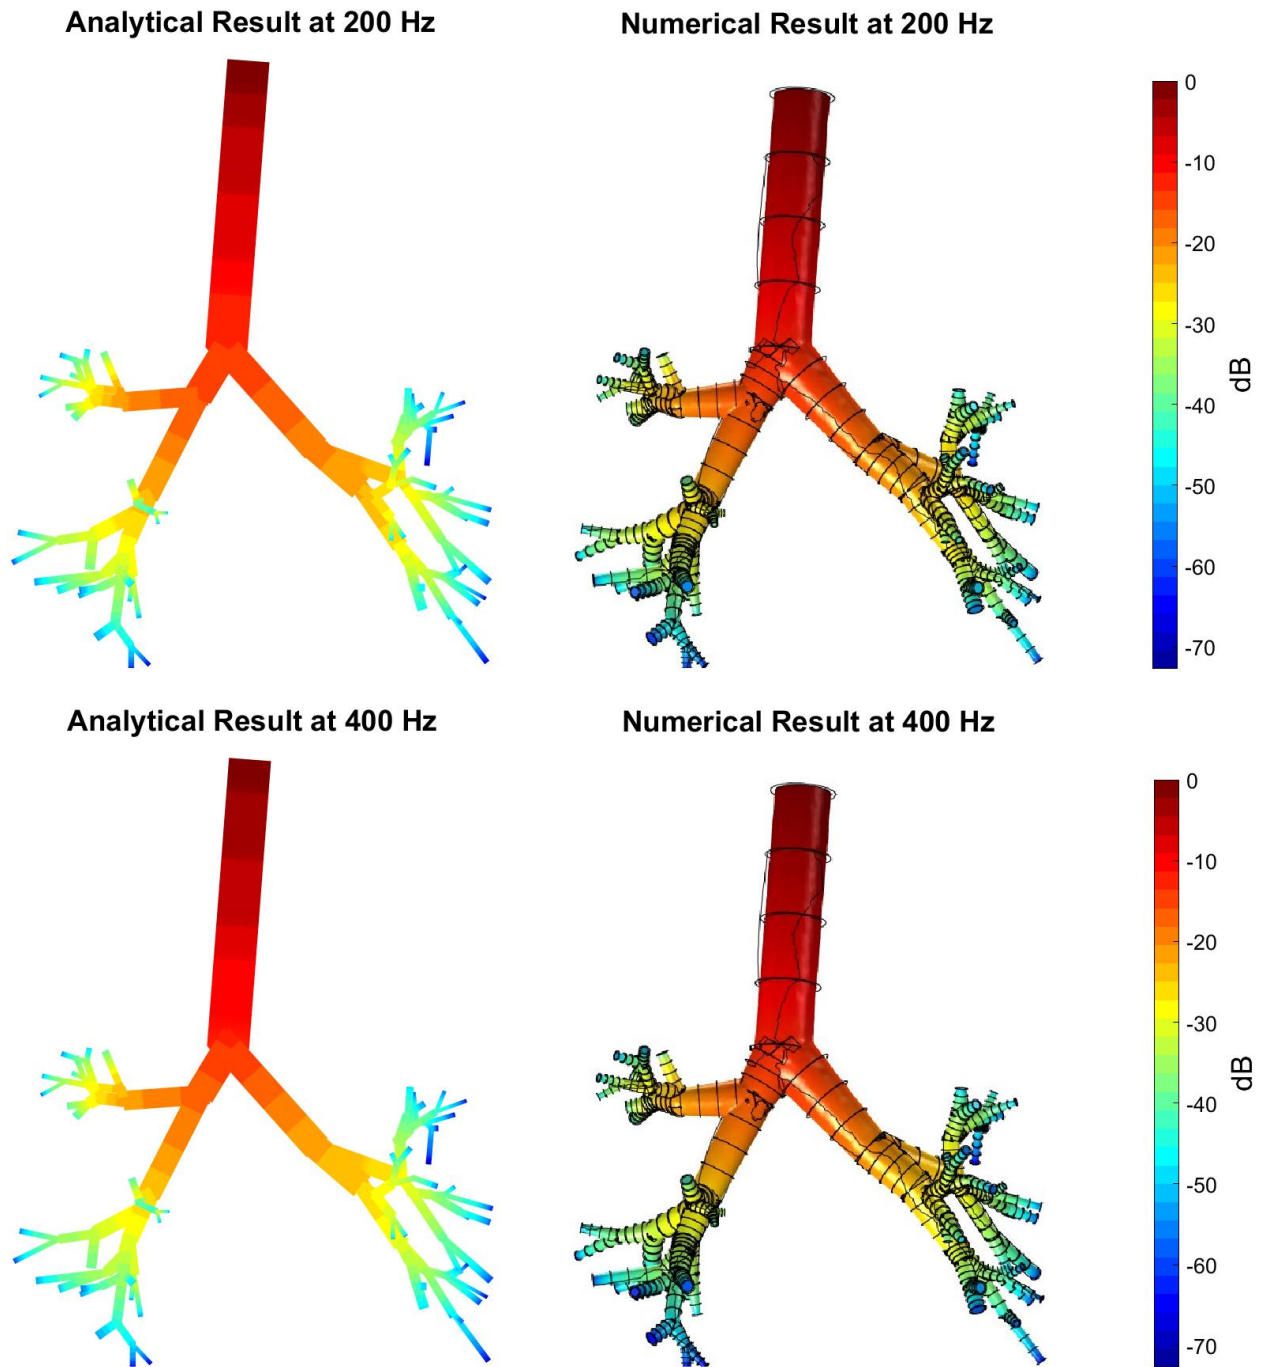 Analytical Result at 200 Hz
Numerical Result at 200 Hz
0
-10
-20
-30
-40
-50
-60
-70
dB
Analytical Result at 400 Hz
Numerical Result at 400 Hz
0
-10
-20
-30
-40
-50
-60
-70
dB